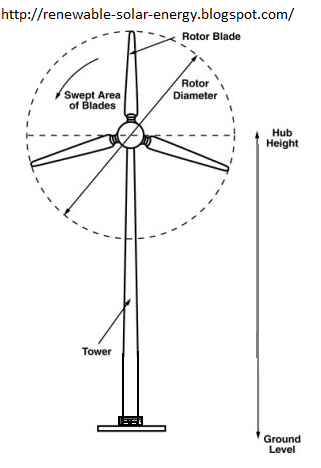 http://renewable-solar-energy.blogspot.com/
Rotor Blade
Swept Area
of Blades
Rotor
Diameter
Hub
Height
Tower
Ground
Level